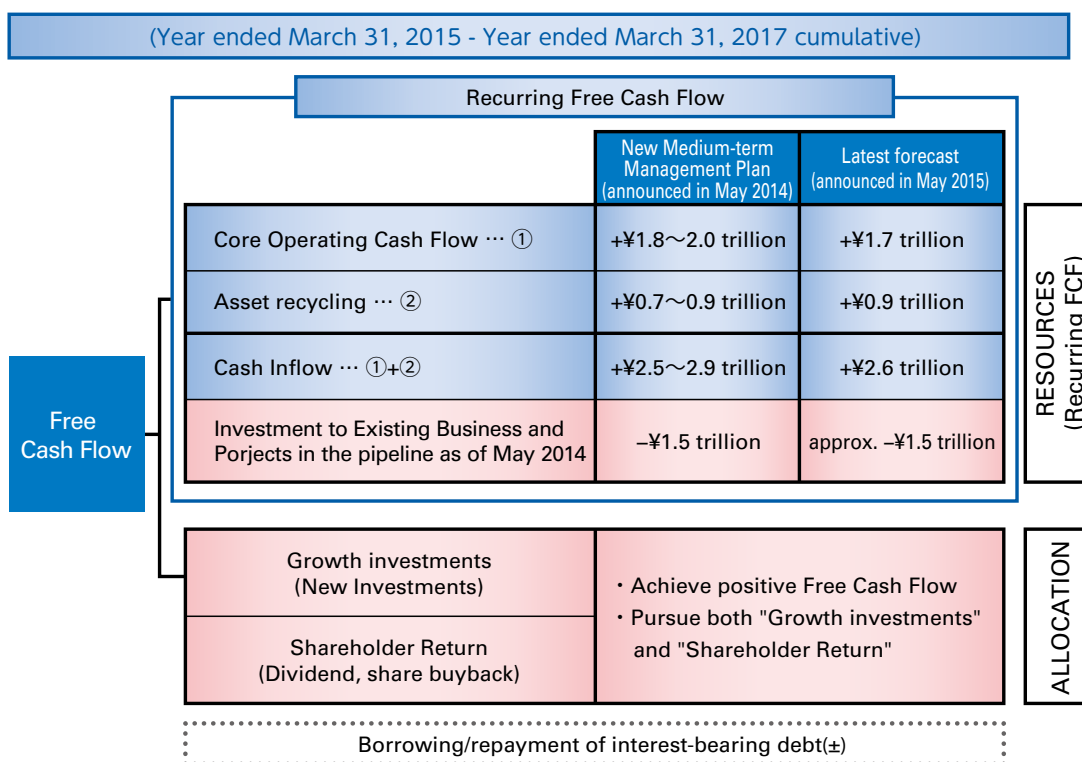 (Year ended March 31, 2015 - Year ended March 31, 2017 cumulative)
Recurring Free Cash Flow
New Medium-term
Management Plan
(announced in May 2014)
Latest forecast
(announced in May 2015)
Core Operating Cash Flow ··· ①
+¥1.8～2.0 trillion
+¥1.7 trillion
Asset recycling ··· ②
+¥0.7～0.9 trillion
+¥0.9 trillion
Cash Inflow ··· ①+②
+¥2.5～2.9 trillion
+¥2.6 trillion
Investment to Existing Business and
Porjects in the pipeline as of May 2014
–¥1.5 trillion
approx. –¥1.5 trillion
RESOURCES
(Recurring FCF)
Free
Cash Flow
Growth investments
(New Investments)
Shareholder Return
(Dividend, share buyback)
・Achieve positive Free Cash Flow
・Pursue both "Growth investments"
and "Shareholder Return"
ALLOCATION
Borrowing/repayment of interest-bearing debt(±)